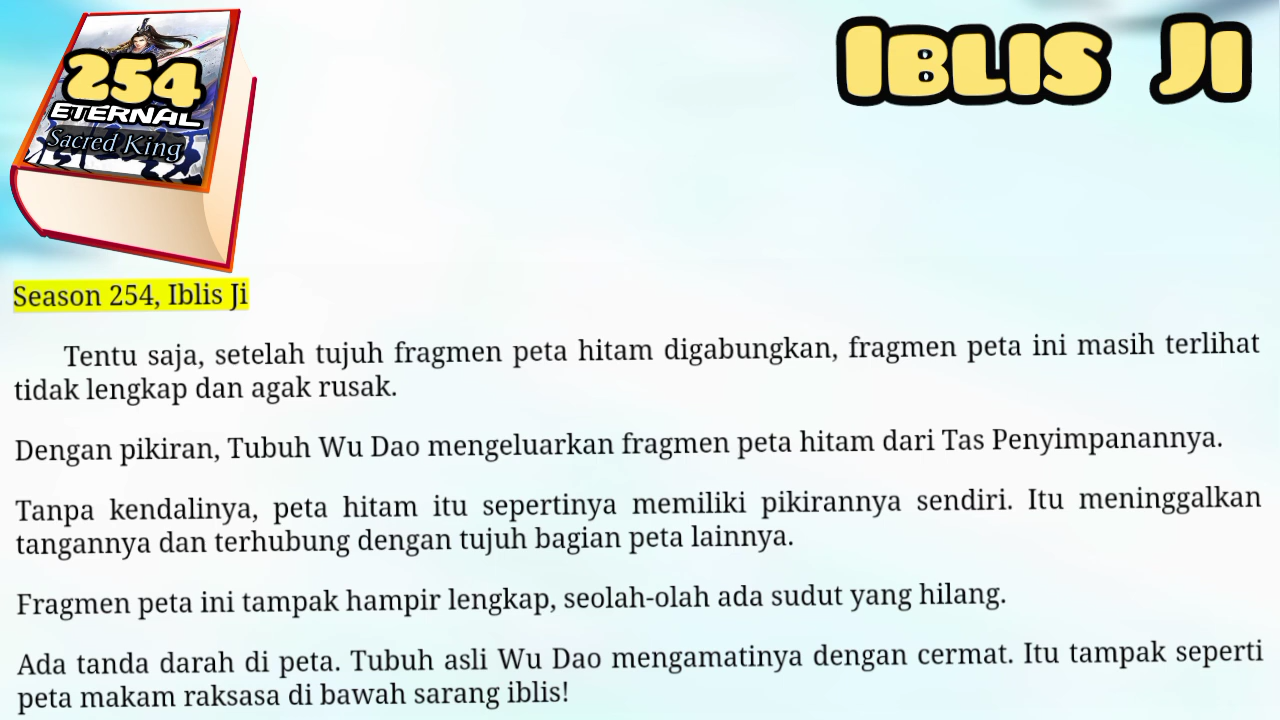 254
ETERNAL
Sacred King
Iblis Ji
Season 254, Iblis Ji
Tentu saja, setelah tujuh fragmen peta hitam digabungkan, fragmen peta ini masih terlihat
tidak lengkap dan agak rusak.
Dengan pikiran, Tubuh Wu Dao mengeluarkan fragmen peta hitam dari Tas Penyimpanannya.
Tanpa kendalinya, peta hitam itu sepertinya memiliki pikirannya sendiri. Itu meninggalkan
tangannya dan terhubung dengan tujuh bagian peta lainnya.
Fragmen peta ini tampak hampir lengkap, seolah-olah ada sudut yang hilang.
Ada tanda darah di peta. Tubuh asli Wu Dao mengamatinya dengan cermat. Itu tampak seperti
peta makam raksasa di bawah sarang iblis!